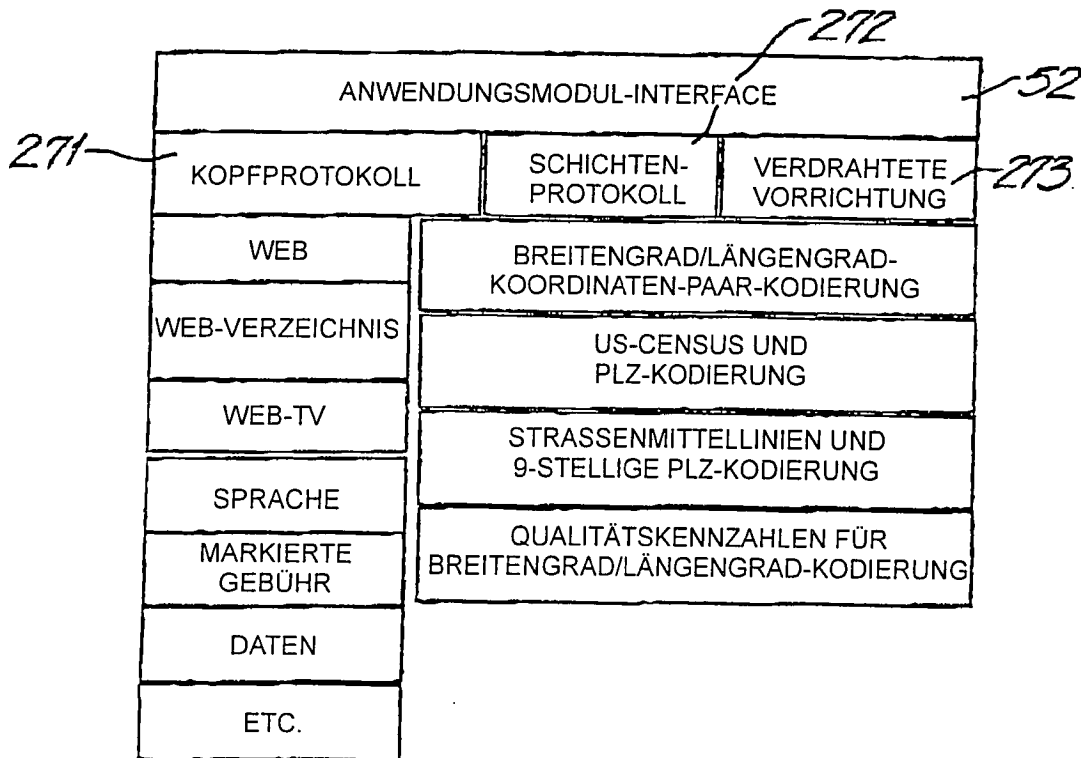 272
ANWENDUNGSMODUL-INTERFACE
52
271
KOPFPROTOKOLL
SCHICHTEN-
PROTOKOLL
VERDRAHTETE
VORRICHTUNG
273
WEB
WEB-VERZEICHNIS
WEB-TV
SPRACHE
MARKIERTE
GEBÜHR
DATEN
ETC.
BREITENGRAD/LÄNGENGRAD-
KOORDINATEN-PAAR-KODIERUNG
US-CENSUS UND
PLZ-KODIERUNG
STRASSENMITTELLINIEN UND
9-STELLIGE PLZ-KODIERUNG
QUALITÄTSKENNZAHLEN FÜR
BREITENGRAD/LÄNGENGRAD-KODIERUNG